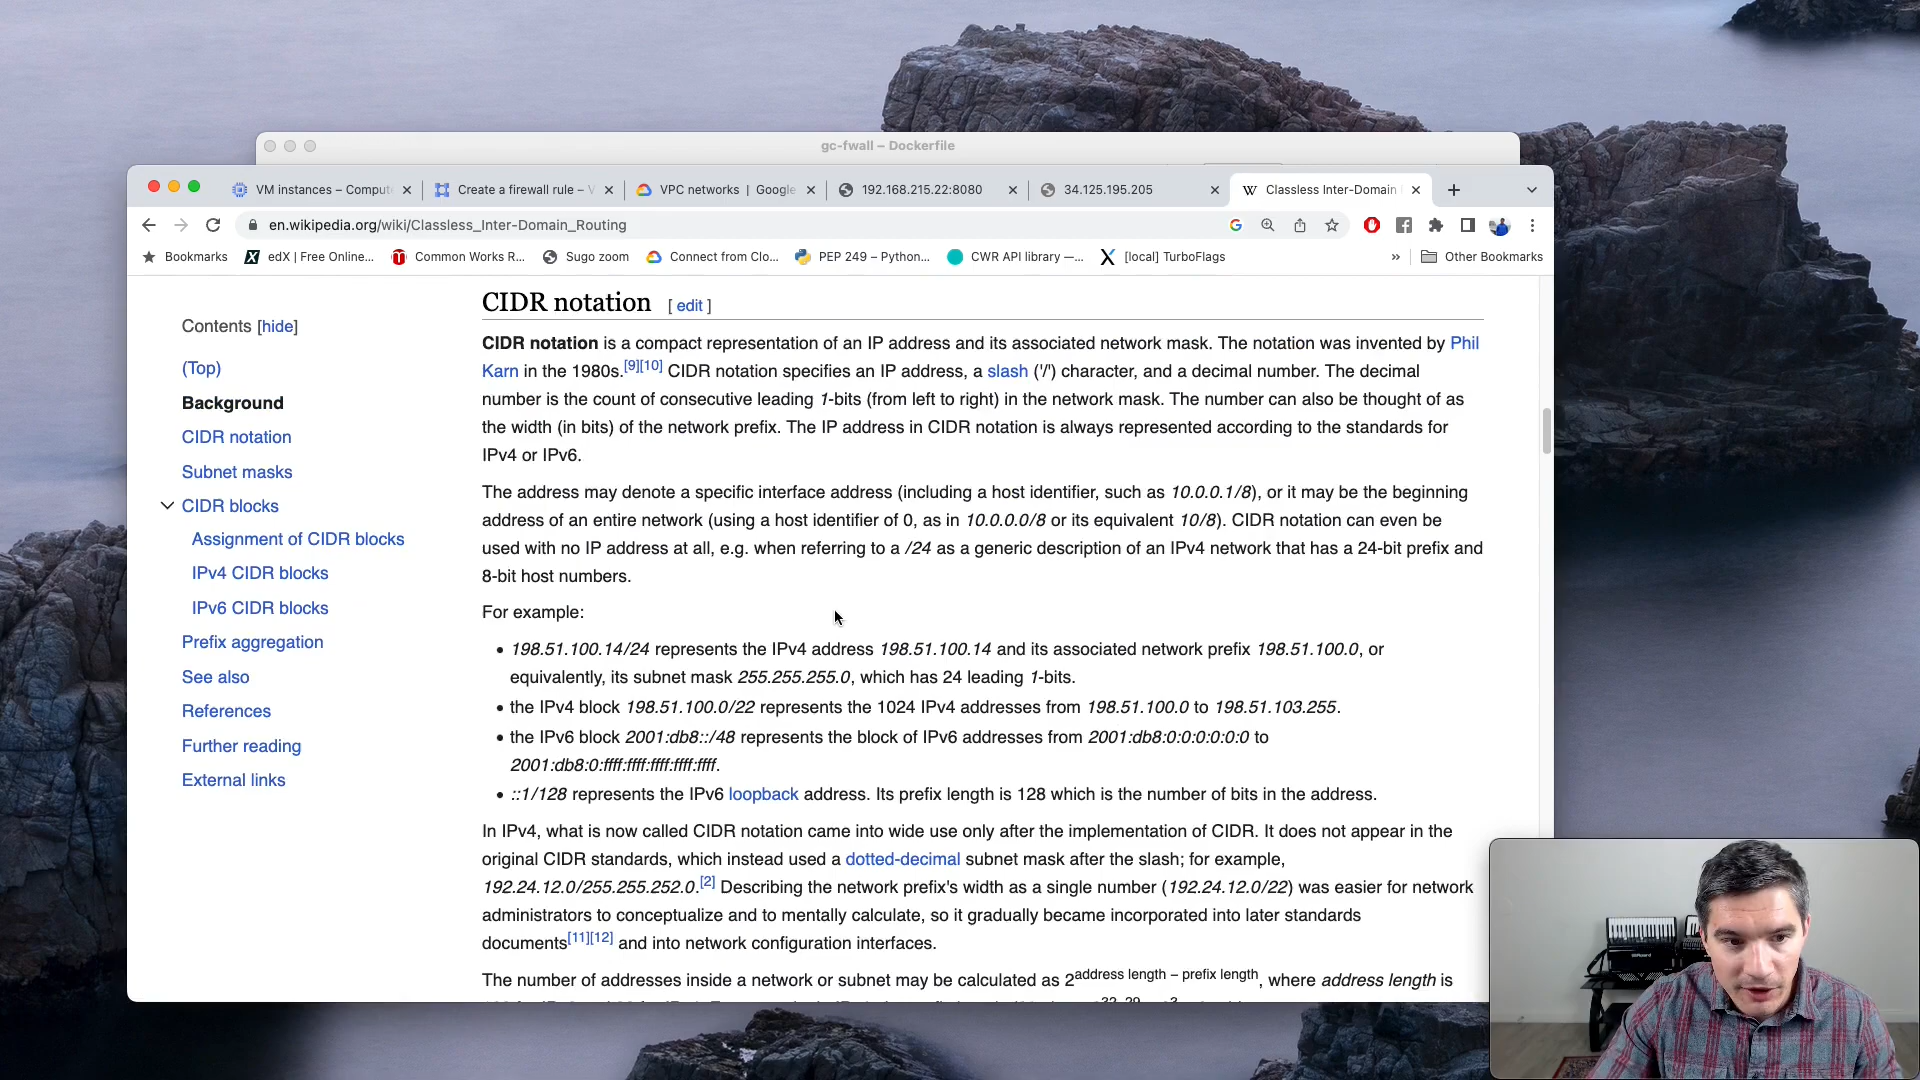 gc-fwall – Dockerfile
VM instances – Compute
Create a firewall rule – V
VPC networks | Google
192.168.215.22:8080
34.125.195.205
Classless Inter-Domain
en.wikipedia.org/wiki/Classless_Inter-Domain_Routing
Bookmarks
edX | Free Online...
Common Works R...
Sugo zoom
Connect from Clo...
PEP 249 – Python...
CWR API library —...
[local] TurboFlags
»
Other Bookmarks
Contents [hide]
(Top)
Background
CIDR notation
Subnet masks
CIDR blocks
Assignment of CIDR blocks
IPv4 CIDR blocks
IPv6 CIDR blocks
Prefix aggregation
See also
References
Further reading
External links
CIDR notation [ edit ]
CIDR notation is a compact representation of an IP address and its associated network mask. The notation was invented by Phil
Karn in the 1980s.[9][10] CIDR notation specifies an IP address, a slash ('/') character, and a decimal number. The decimal
number is the count of consecutive leading 1-bits (from left to right) in the network mask. The number can also be thought of as
the width (in bits) of the network prefix. The IP address in CIDR notation is always represented according to the standards for
IPv4 or IPv6.
The address may denote a specific interface address (including a host identifier, such as 10.0.0.1/8), or it may be the beginning
address of an entire network (using a host identifier of 0, as in 10.0.0.0/8 or its equivalent 10/8). CIDR notation can even be
used with no IP address at all, e.g. when referring to a /24 as a generic description of an IPv4 network that has a 24-bit prefix and
8-bit host numbers.
For example:
• 198.51.100.14/24 represents the IPv4 address 198.51.100.14 and its associated network prefix 198.51.100.0, or
equivalently, its subnet mask 255.255.255.0, which has 24 leading 1-bits.
• the IPv4 block 198.51.100.0/22 represents the 1024 IPv4 addresses from 198.51.100.0 to 198.51.103.255.
• the IPv6 block 2001:db8::/48 represents the block of IPv6 addresses from 2001:db8:0:0:0:0:0:0 to
2001:db8:0:ffff:ffff:ffff:ffff:ffff.
• ::1/128 represents the IPv6 loopback address. Its prefix length is 128 which is the number of bits in the address.
In IPv4, what is now called CIDR notation came into wide use only after the implementation of CIDR. It does not appear in the
original CIDR standards, which instead used a dotted-decimal subnet mask after the slash; for example,
192.24.12.0/255.255.252.0.[2] Describing the network prefix's width as a single number (192.24.12.0/22) was easier for network
administrators to conceptualize and to mentally calculate, so it gradually became incorporated into later standards
documents[11][12] and into network configuration interfaces.
The number of addresses inside a network or subnet may be calculated as 2address length – prefix length, where address length is